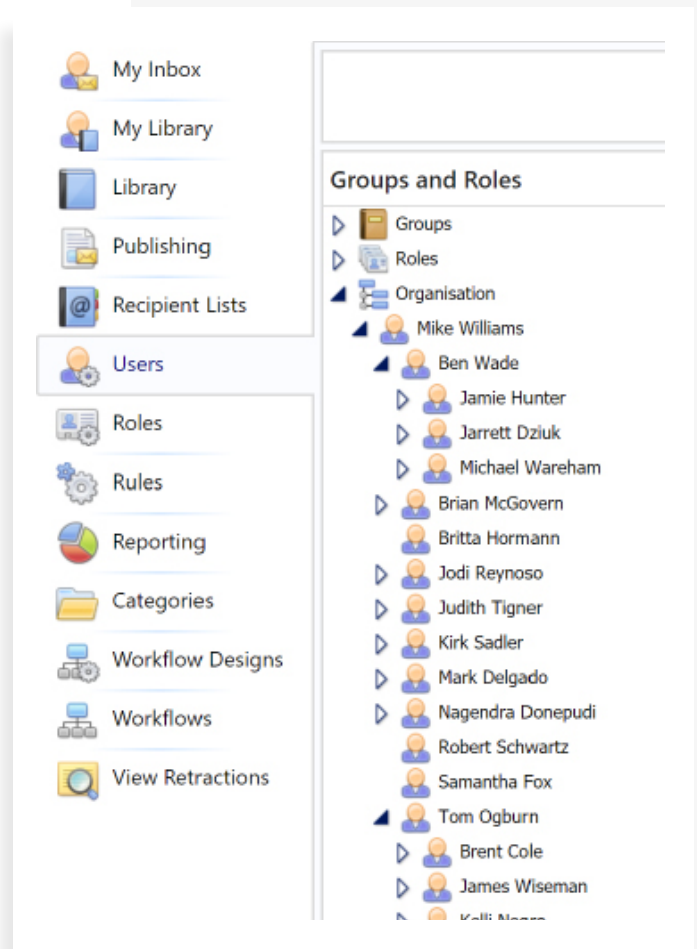 My Inbox
My Library
Library
Publishing
Recipient Lists
Users
Roles
Rules
Reporting
Categories
Workflow Designs
Workflows
View Retractions
Groups and Roles
Groups
Roles
Organisation
Mike Williams
Ben Wade
Jamie Hunter
Jarrett Dziuk
Michael Wareham
Brian McGovern
Britta Hormann
Jodi Reynoso
Judith Tigner
Kirk Sadler
Mark Delgado
Nagendra Donepudi
Robert Schwartz
Samantha Fox
Tom Ogburn
Brent Cole
James Wiseman